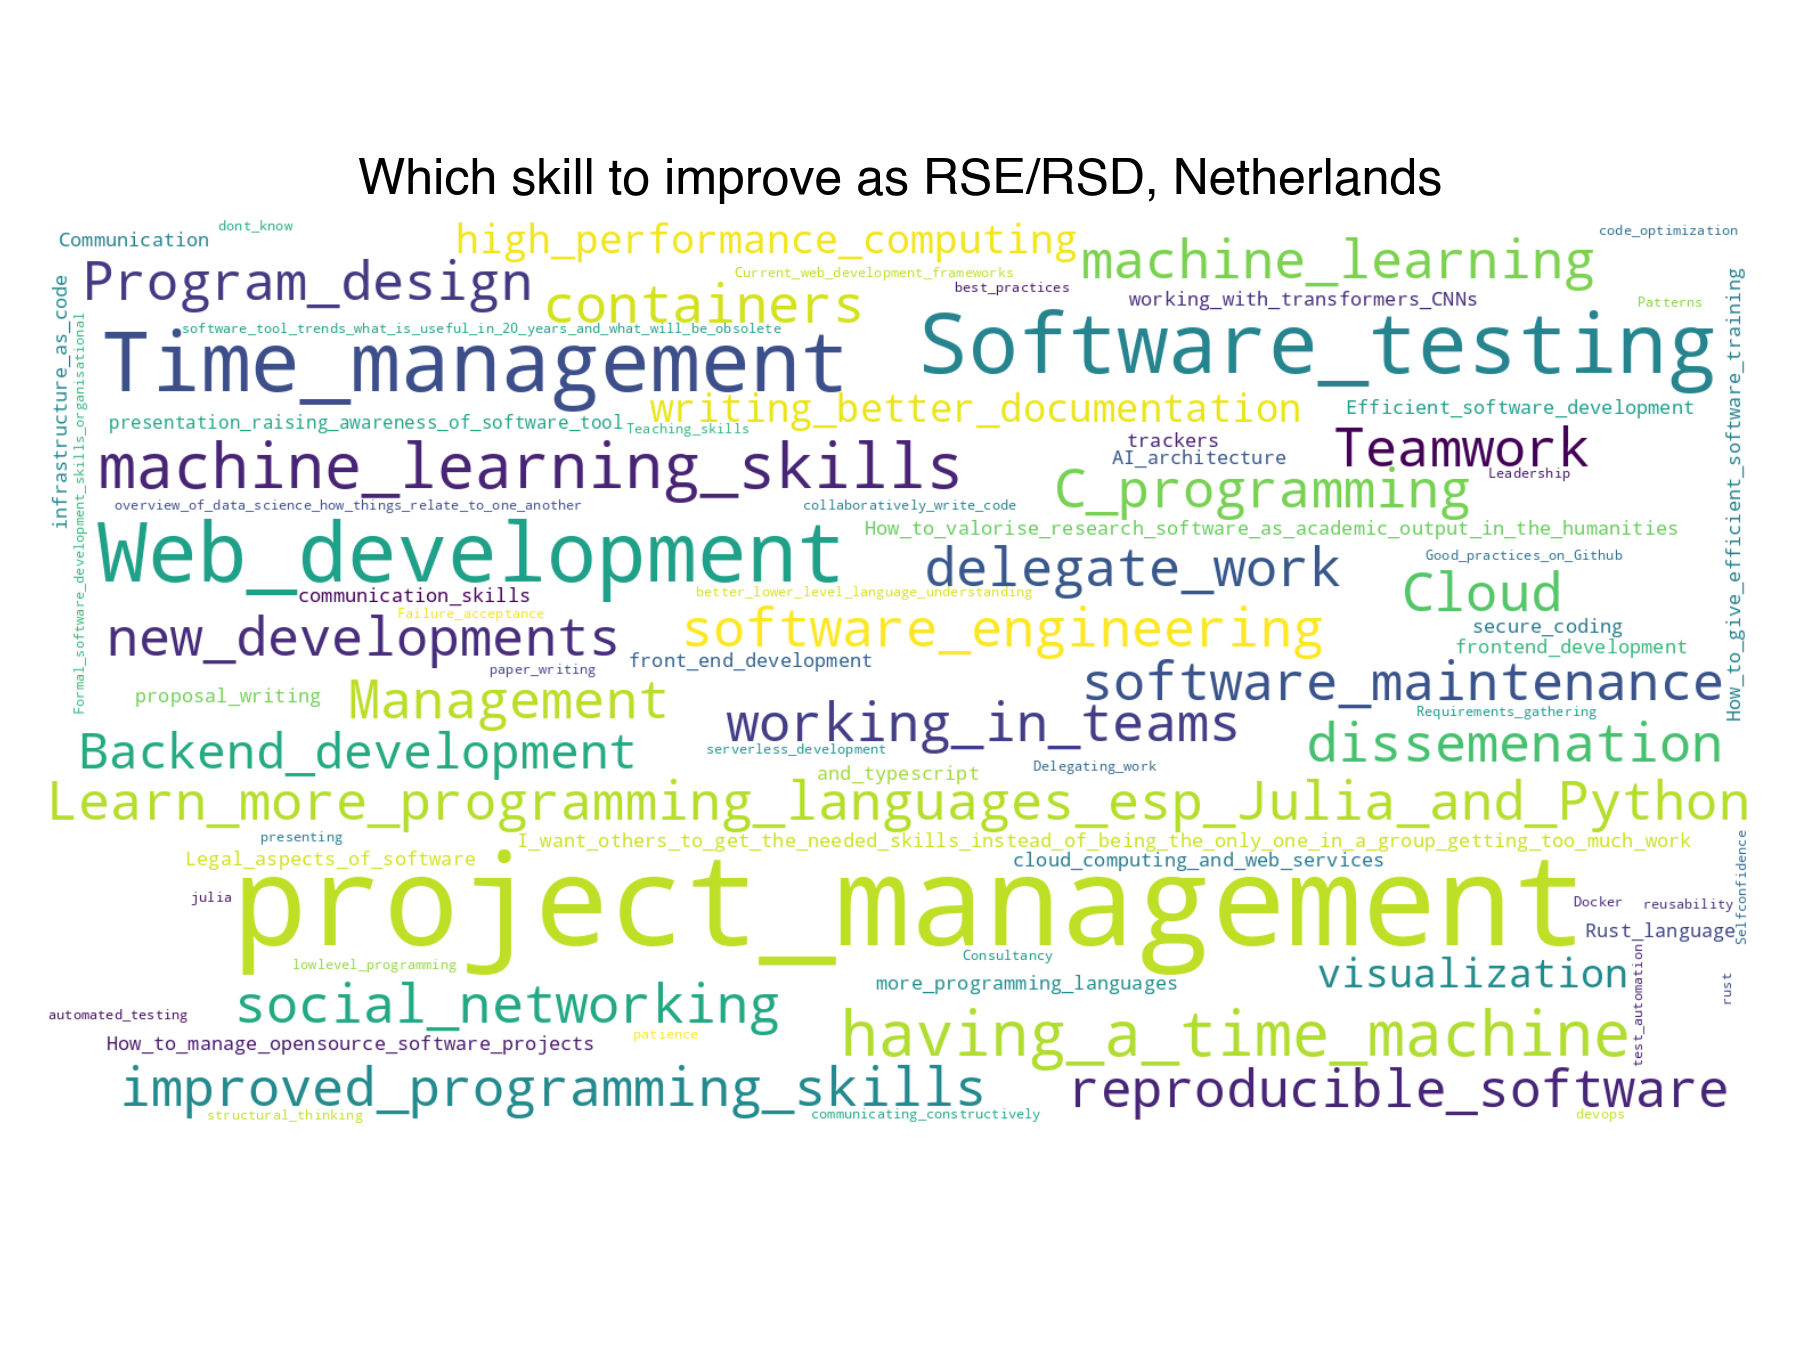 Which skill to improve as RSE/RSD, Netherlands
dont_know
Communication
high_performance_computing
code_optimization
Program_design
Current_web_development_frameworks
machine_learning
containers
best_practices
working_with_transformers_CNNs
Patterns
infrastructure_as_code
Formal_software_development_skills_organisational
How_to_give_efficient_software_training
software_tool_trends_what_is_useful_in_20_years_and_what_will_be_obsolete
Time_management
Software_testing
presentation_raising_awareness_of_software_tool
Teaching_skills
writing_better_documentation
Efficient_software_development
trackers
AI_architecture
Teamwork
Leadership
machine_learning_skills
C_programming
overview_of_data_science_how_things_relate_to_one_another
collaboratively_write_code
How_to_valorise_research_software_as_academic_output_in_the_humanities
Web_development
delegate_work
Good_practices_on_Github
Cloud
communication_skills
better_lower_level_language_understanding
Failure_acceptance
new_developments
software_engineering
secure_coding
frontend_development
paper_writing
front_end_development
proposal_writing
Management
software_maintenance
working_in_teams
Requirements_gathering
Backend_development
serverless_development
dissemenation
and_typescript
Delegating_work
Learn_more_programming_languages_esp_Julia_and_Python
presenting
I_want_others_to_get_the_needed_skills_instead_of_being_the_only_one_in_a_group_getting_too_much_work
Legal_aspects_of_software
cloud_computing_and_web_services
Selfconfidence
julia
project_management
Docker
reusability
Rust_language
lowlevel_programming
Consultancy
more_programming_languages
visualization
test_automation
rust
automated_testing
social_networking
How_to_manage_opensource_software_projects
patience
having_a_time_machine
improved_programming_skills
reproducible_software
structural_thinking
communicating_constructively
devops